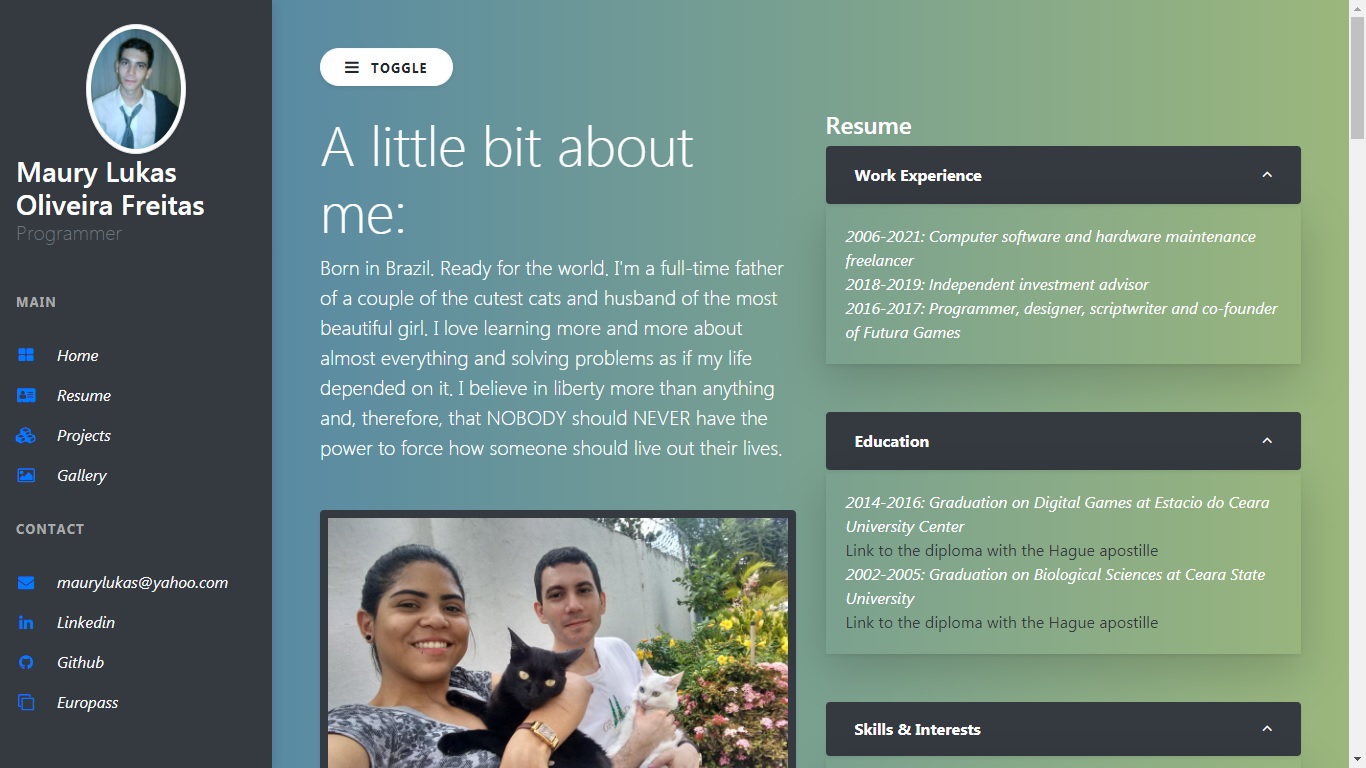 Maury Lukas
Oliveira Freitas
Programmer
MAIN
Home
Resume
Projects
Gallery
CONTACT
maurylukas@yahoo.com
Linkedin
Github
Europass
TOGGLE
A little bit about
me:
Born in Brazil. Ready for the world. I'm a full-time father
of a couple of the cutest cats and husband of the most
beautiful girl. I love learning more and more about
almost everything and solving problems as if my life
depended on it. I believe in liberty more than anything
and, therefore, that NOBODY should NEVER have the
power to force how someone should live out their lives.
Resume
Work Experience
2006-2021: Computer software and hardware maintenance
freelancer
2018-2019: Independent investment advisor
2016-2017: Programmer, designer, scriptwriter and co-founder
of Futura Games
Education
2014-2016: Graduation on Digital Games at Estacio do Ceara
University Center
Link to the diploma with the Hague apostille
2002-2005: Graduation on Biological Sciences at Ceara State
University
Link to the diploma with the Hague apostille
Skills & Interests